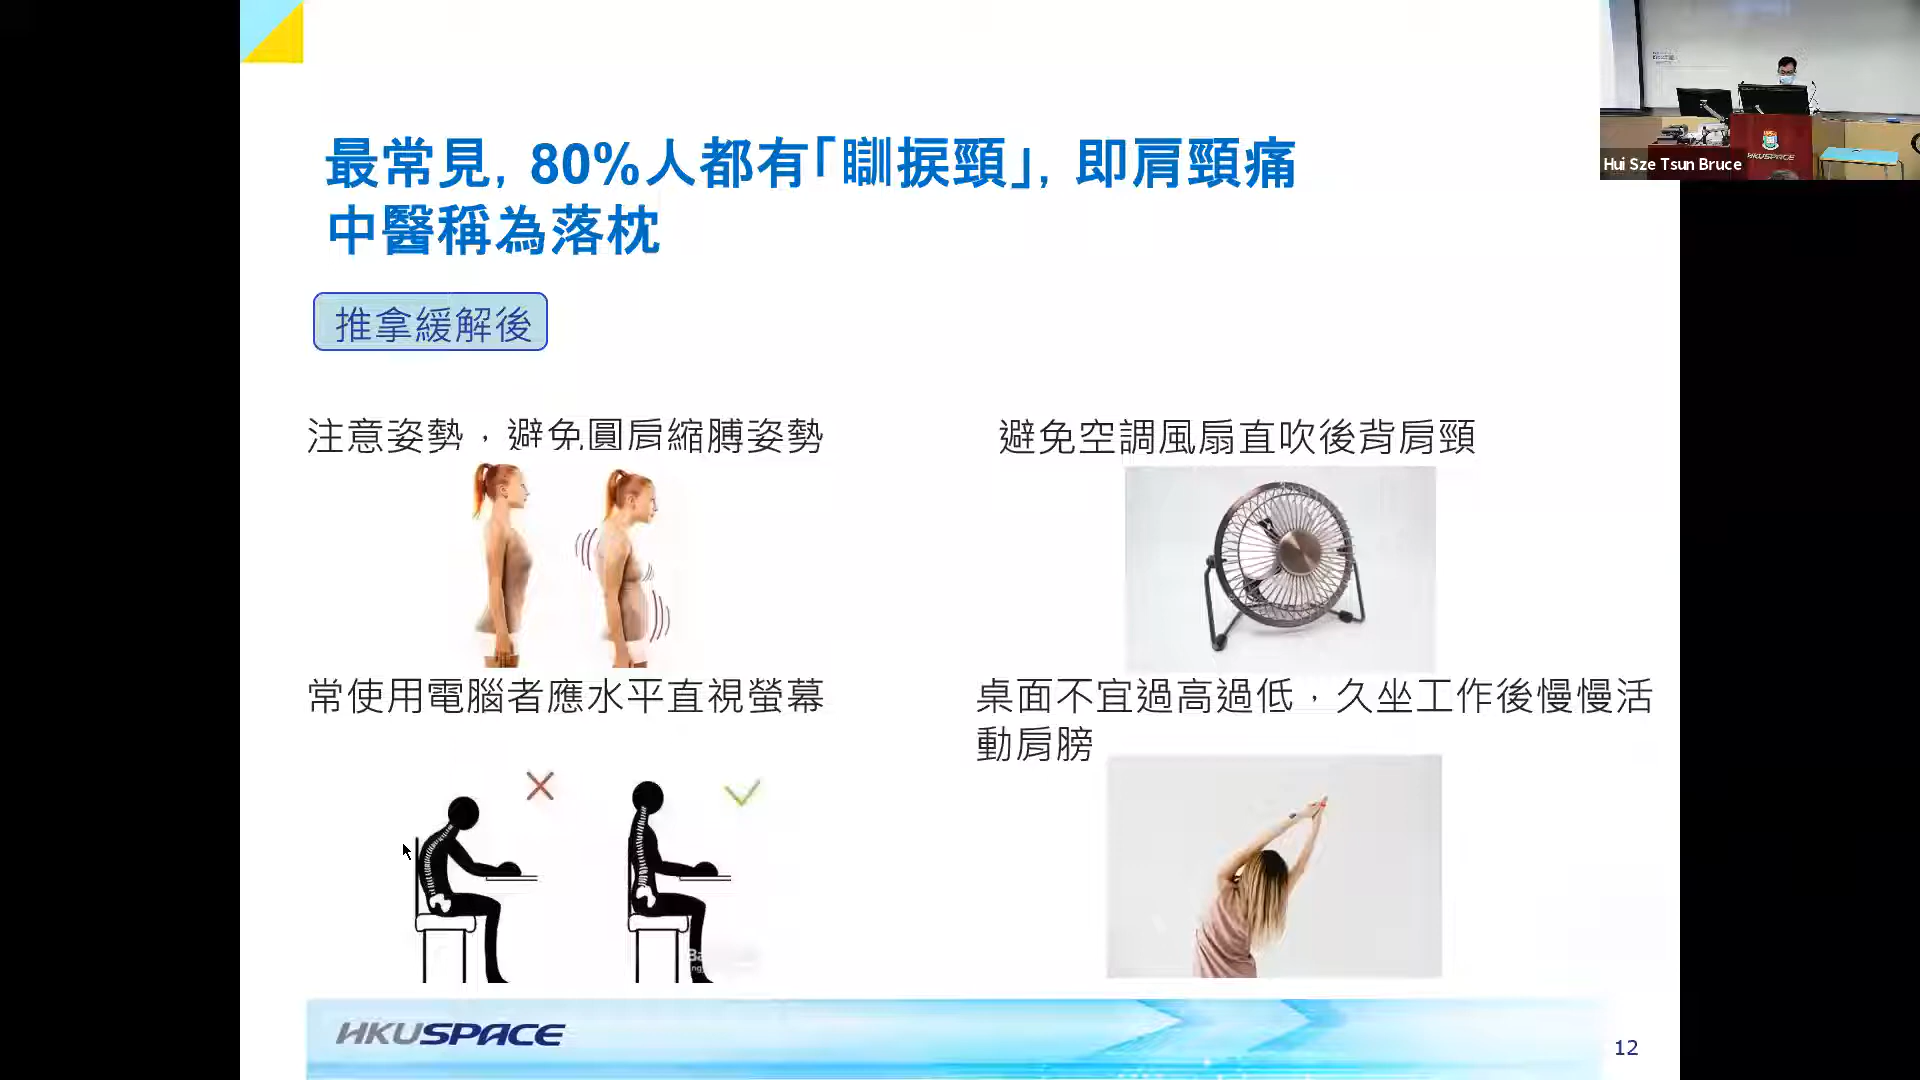 最常見, 80%人都有「瞓捩頸」, 即肩頸痛
中醫稱為落枕
推拿緩解後
注意姿勢，避免圓肩縮膊姿勢
避免空調風扇直吹後背肩頸
常使用電腦者應水平直視螢幕
桌面不宜過高過低，久坐工作後慢慢活
動肩膀
HKUSPACE
12
Hui Sze Tsun Bruce
HKUSPACE